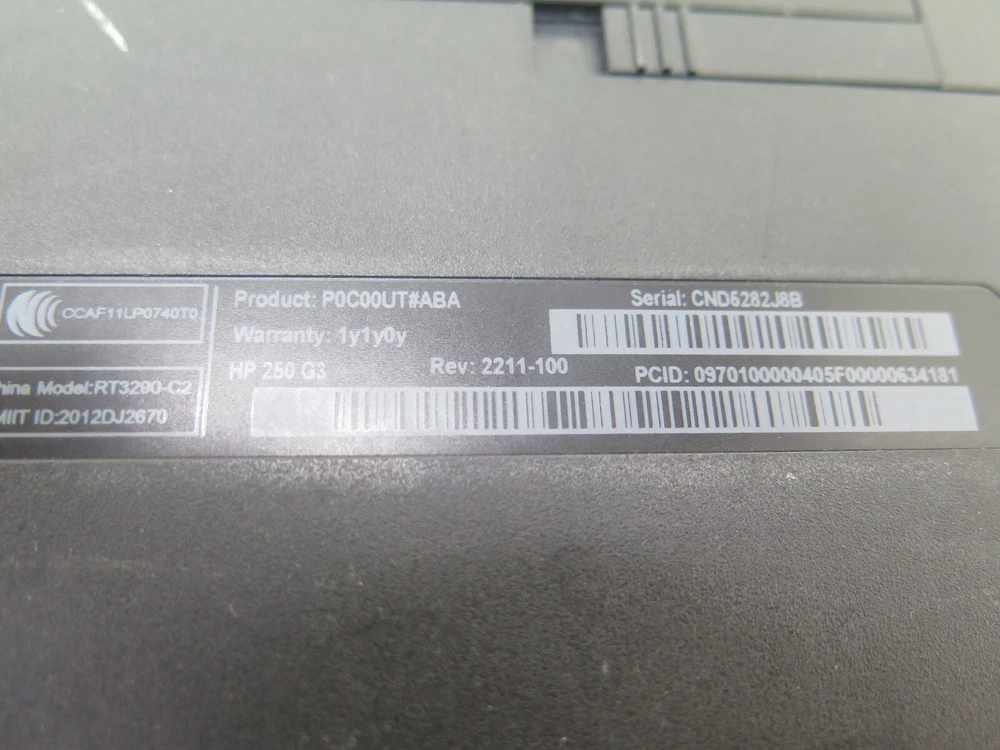 CCAF11LP0740T0
hina Model:RT3290-C2
MIIT ID:2012DJ2670
Product: P0C00UT#ABA
Serial: CND5282J8B
Warranty: 1y1y0y
HP 250 G3
Rev: 2211-100
PCID: 0970100000405F00000634181